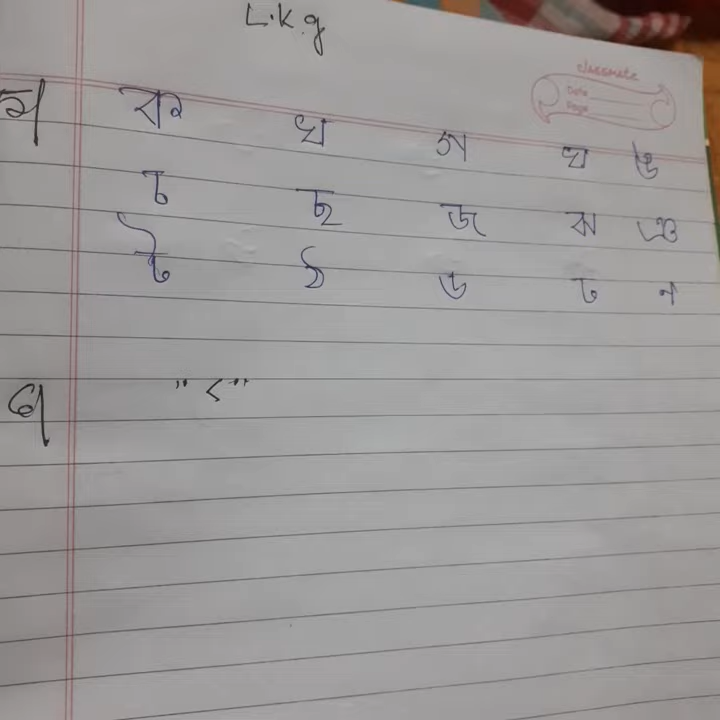 L.K.g
classmate
Date
Page
ক খ গ ঘ ঙ
চ ছ জ ঝ ঞ
ট ঠ ড ঢ ণ
" < "